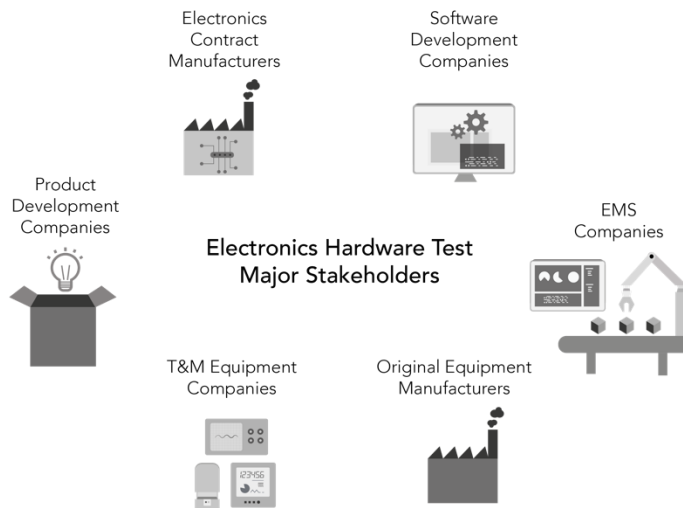 Electronics
Contract
Manufacturers
Software
Development
Companies
Product
Development
Companies
EMS
Companies
Electronics Hardware Test
Major Stakeholders
T&M Equipment
Companies
Original Equipment
Manufacturers
123456